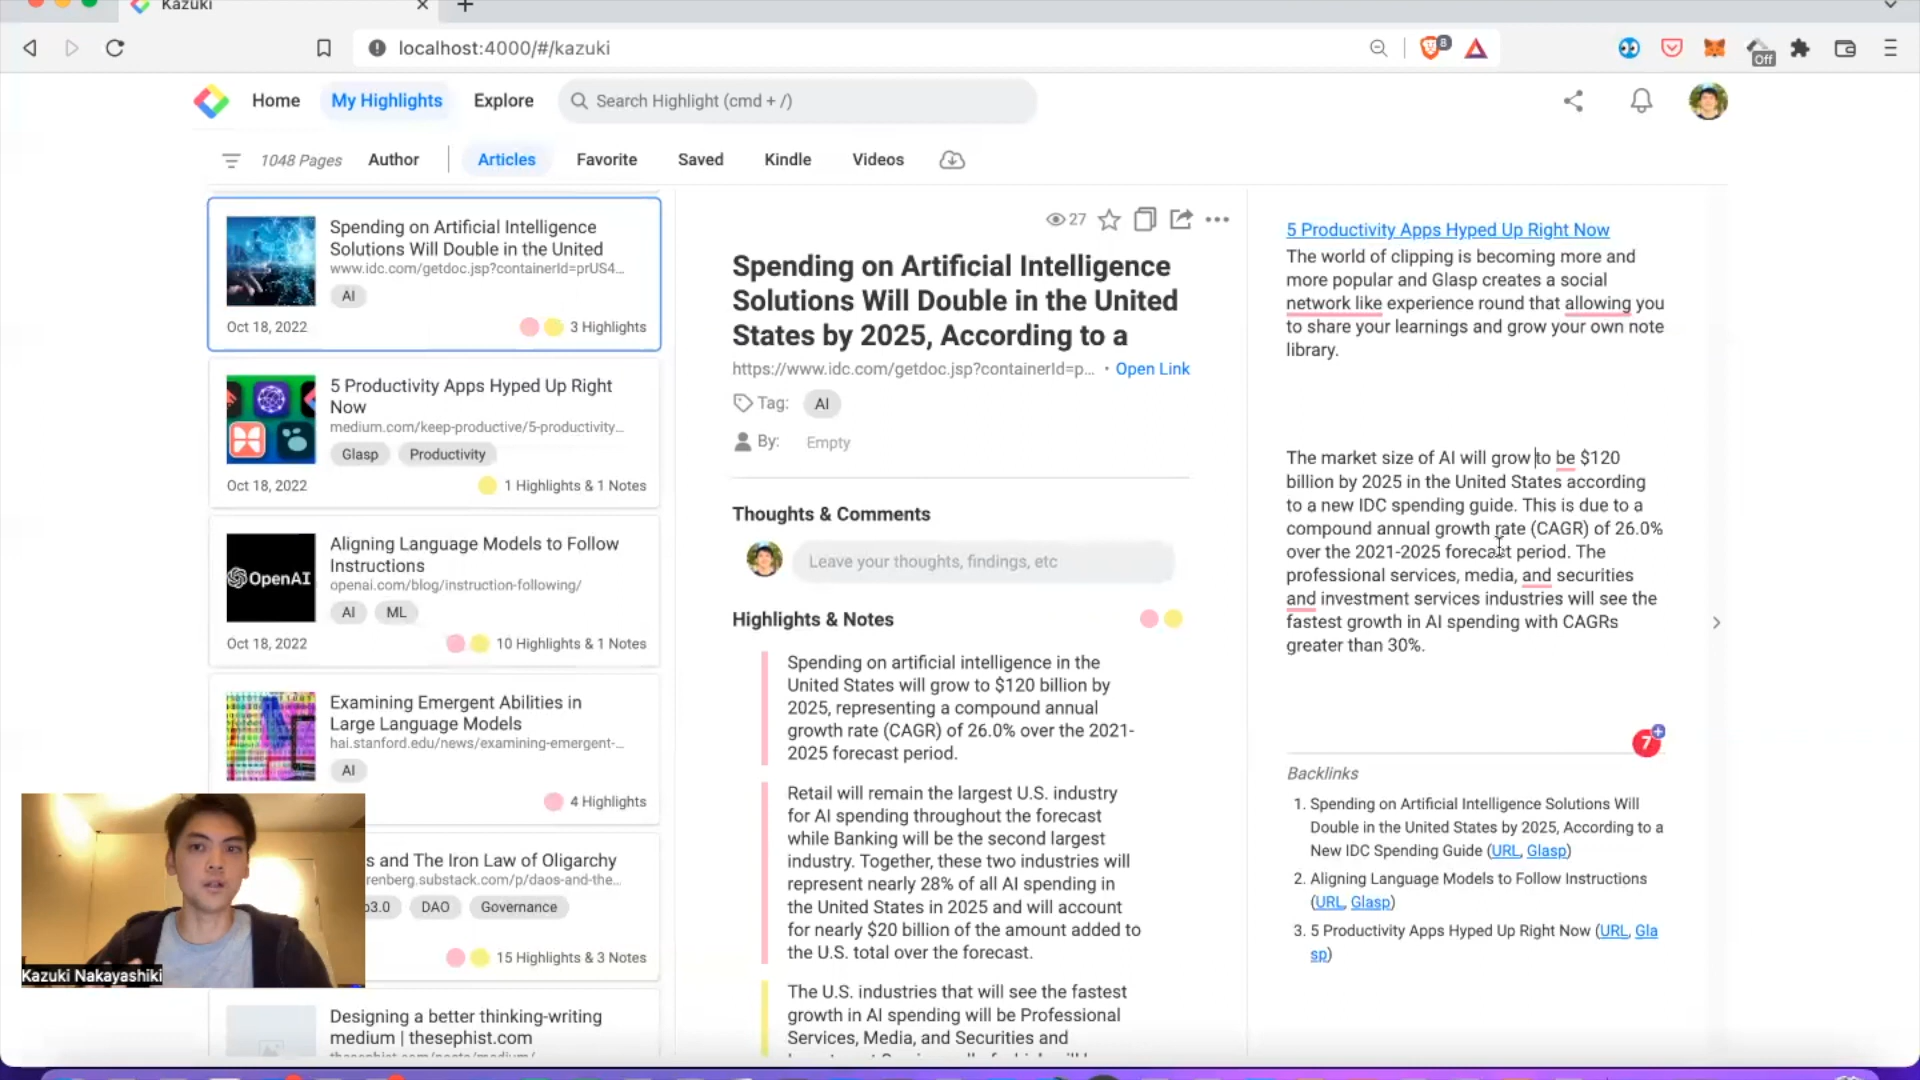 Kazuki
localhost:4000/#/kazuki
8
Off
Home
My Highlights
Explore
Search Highlight (cmd + /)
1048 Pages
Author
Articles
Favorite
Saved
Kindle
Videos
Spending on Artificial Intelligence
Solutions Will Double in the United
www.idc.com/getdoc.jsp?containerId=prUS4...
AI
Oct 18, 2022
3 Highlights
5 Productivity Apps Hyped Up Right
Now
medium.com/keep-productive/5-productivity...
Glasp
Productivity
Oct 18, 2022
1 Highlights & 1 Notes
OpenAI
Aligning Language Models to Follow
Instructions
openai.com/blog/instruction-following/
AI
ML
Oct 18, 2022
10 Highlights & 1 Notes
Examining Emergent Abilities in
Large Language Models
hai.stanford.edu/news/examining-emergent-...
AI
4 Highlights
s and The Iron Law of Oligarchy
renberg.substack.com/p/daos-and-the...
3.0
DAO
Governance
15 Highlights & 3 Notes
Kazuki Nakayashiki
Designing a better thinking-writing
medium | thesephist.com
27
Spending on Artificial Intelligence
Solutions Will Double in the United
States by 2025, According to a
https://www.idc.com/getdoc.jsp?containerId=p...
• Open Link
Tag:
AI
By:
Empty
Thoughts & Comments
Leave your thoughts, findings, etc
Highlights & Notes
Spending on artificial intelligence in the
United States will grow to $120 billion by
2025, representing a compound annual
growth rate (CAGR) of 26.0% over the 2021-
2025 forecast period.
Retail will remain the largest U.S. industry
for AI spending throughout the forecast
while Banking will be the second largest
industry. Together, these two industries will
represent nearly 28% of all AI spending in
the United States in 2025 and will account
for nearly $20 billion of the amount added to
the U.S. total over the forecast.
The U.S. industries that will see the fastest
growth in AI spending will be Professional
Services, Media, and Securities and
5 Productivity Apps Hyped Up Right Now
The world of clipping is becoming more and
more popular and Glasp creates a social
network like experience round that allowing you
to share your learnings and grow your own note
library.
The market size of AI will grow to be $120
billion by 2025 in the United States according
to a new IDC spending guide. This is due to a
compound annual growth rate (CAGR) of 26.0%
over the 2021-2025 forecast period. The
professional services, media, and securities
and investment services industries will see the
fastest growth in AI spending with CAGRs
greater than 30%.
7
Backlinks
1. Spending on Artificial Intelligence Solutions Will
Double in the United States by 2025, According to a
New IDC Spending Guide (URL, Glasp)
2. Aligning Language Models to Follow Instructions
(URL, Glasp)
3. 5 Productivity Apps Hyped Up Right Now (URL, Gla
sp)